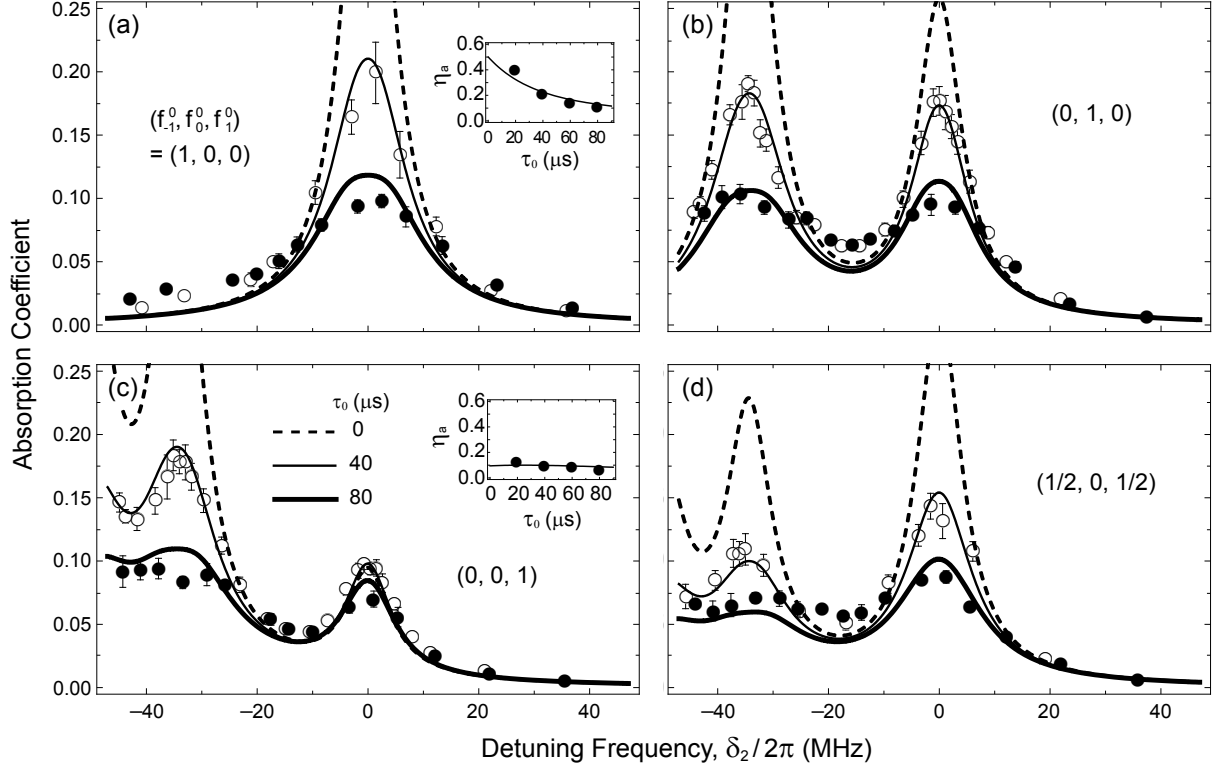 (a)
(f⁰₋₁, f⁰₀, f⁰₁)
= (1, 0, 0)
0.25
0.20
0.15
0.10
0.05
0.00
ηₐ
0.6
0.4
0.2
0.0
0 20 40 60 80
τ₀ (μs)
(b)
(0, 1, 0)
Absorption Coefficient
(c)
0.25
0.20
0.15
0.10
0.05
0.00
τ₀ (μs)
0
40
80
ηₐ
0.6
0.4
0.2
0.0
0 20 40 60 80
τ₀ (μs)
(0, 0, 1)
–40 –20 0 20 40
(d)
(1/2, 0, 1/2)
–40 –20 0 20 40
Detuning Frequency, δ₂/2π (MHz)